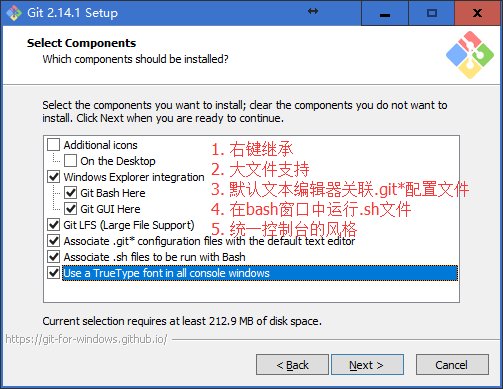 Git 2.14.1 Setup
Select Components
Which components should be installed?
Select the components you want to install; clear the components you do not want to
install. Click Next when you are ready to continue.
Additional icons
On the Desktop
Windows Explorer integration
Git Bash Here
Git GUI Here
Git LFS (Large File Support)
Associate .git* configuration files with the default text editor
Associate .sh files to be run with Bash
Use a TrueType font in all console windows
1. 右键继承
2. 大文件支持
3. 默认文本编辑器关联.git*配置文件
4. 在bash窗口中运行.sh文件
5. 统一控制台的风格
Current selection requires at least 212.9 MB of disk space.
https://git-for-windows.github.io/
< Back
Next >
Cancel